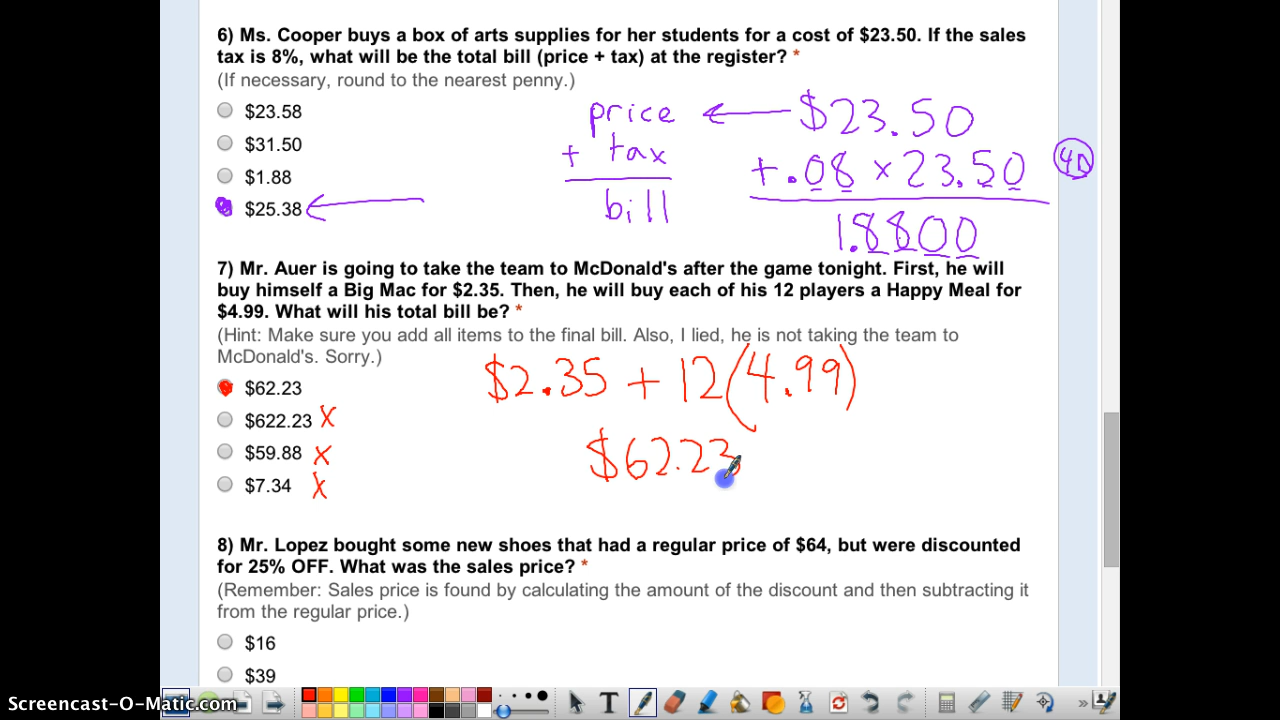 6) Ms. Cooper buys a box of arts supplies for her students for a cost of $23.50. If the sales
tax is 8%, what will be the total bill (price + tax) at the register? *
(If necessary, round to the nearest penny.)
$23.58
$31.50
$1.88
$25.38
price
+ tax
bill
$23.50
+.08 × 23.50
1.8800
7) Mr. Auer is going to take the team to McDonald's after the game tonight. First, he will
buy himself a Big Mac for $2.35. Then, he will buy each of his 12 players a Happy Meal for
$4.99. What will his total bill be? *
(Hint: Make sure you add all items to the final bill. Also, I lied, he is not taking the team to
McDonald's. Sorry.)
$62.23
$622.23 X
$59.88 X
$7.34 X
$2.35 + 12(4.99)
$62.23
8) Mr. Lopez bought some new shoes that had a regular price of $64, but were discounted
for 25% OFF. What was the sales price? *
(Remember: Sales price is found by calculating the amount of the discount and then subtracting it
from the regular price.)
$16
$39
Screencast-O-Matic.com
T